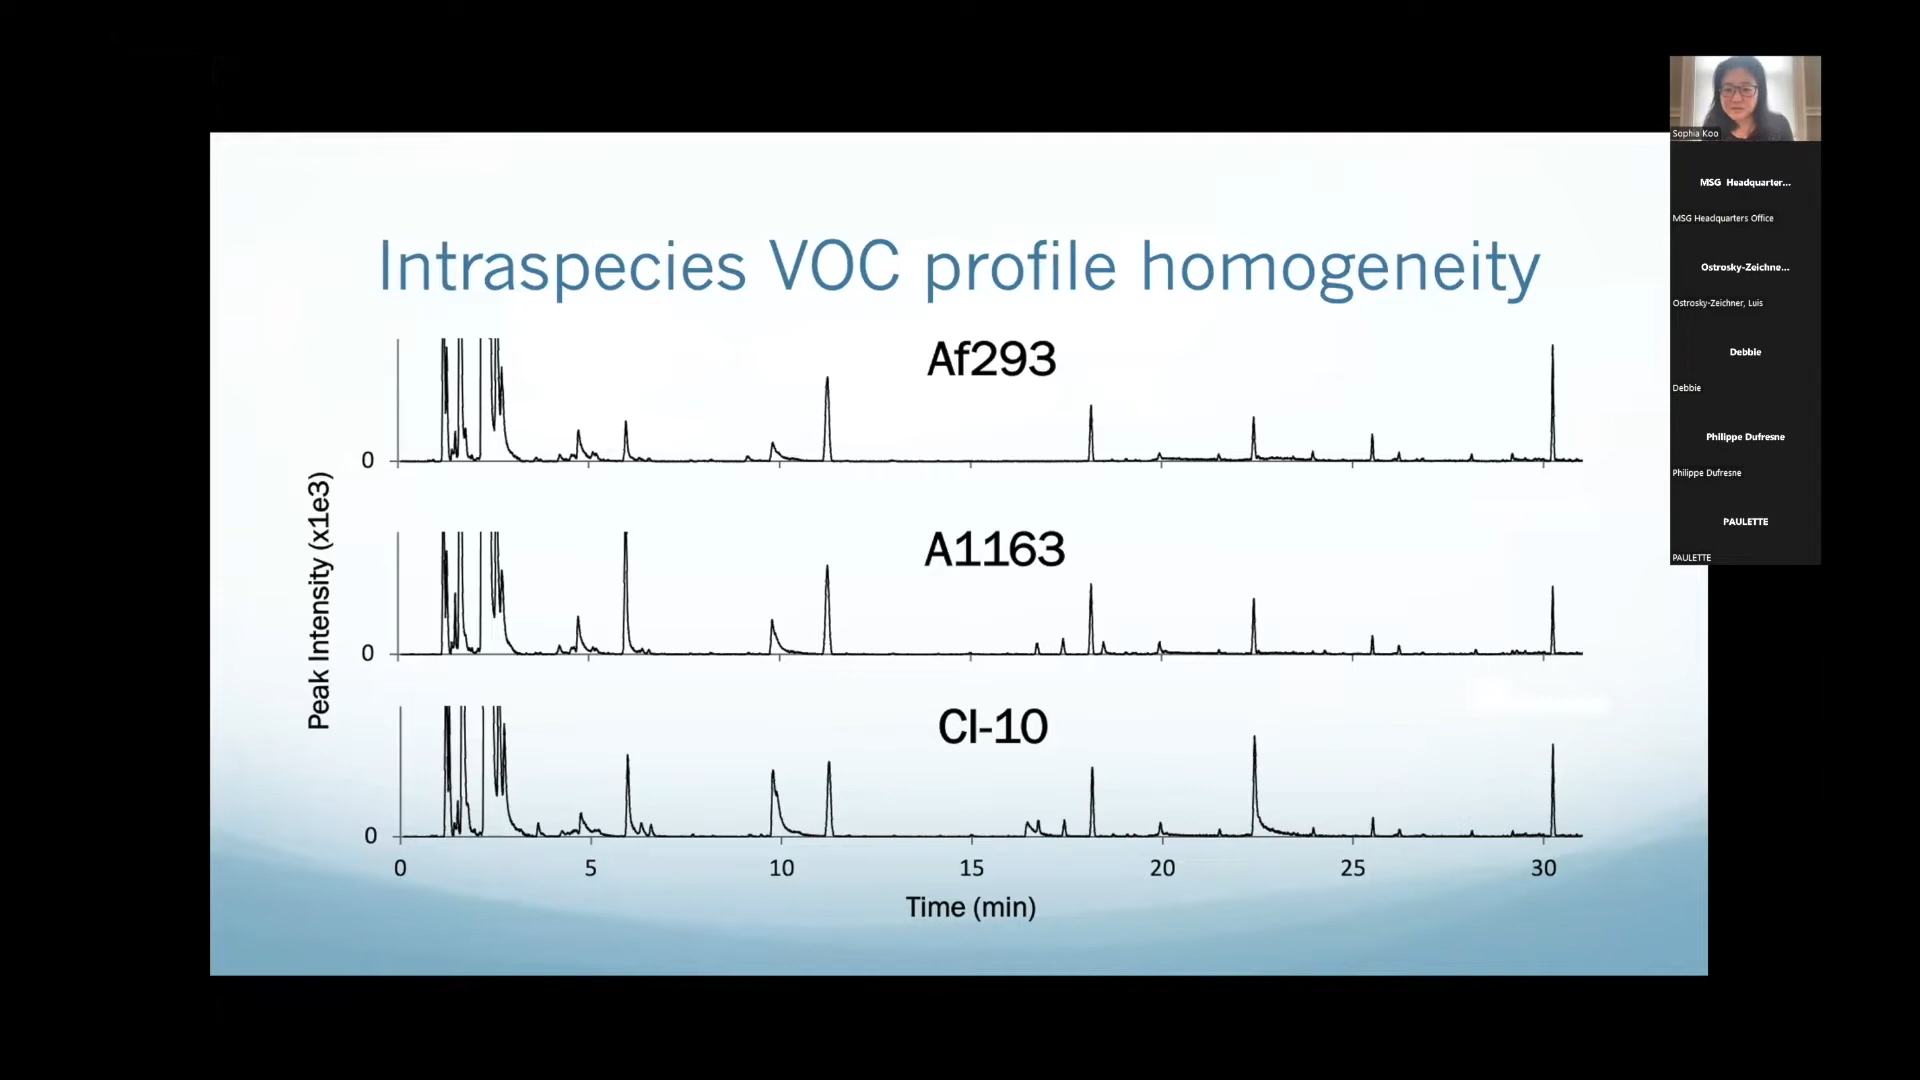 Intraspecies VOC profile homogeneity
Af293
0
A1163
0
CI-10
0
Peak Intensity (x1e3)
0 5 10 15 20 25 30
Time (min)
Sophia Koo
MSG Headquarter...
MSG Headquarters Office
Ostrosky-Zeichne...
Ostrosky-Zeichner, Luis
Debbie
Debbie
Philippe Dufresne
Philippe Dufresne
PAULETTE
PAULETTE